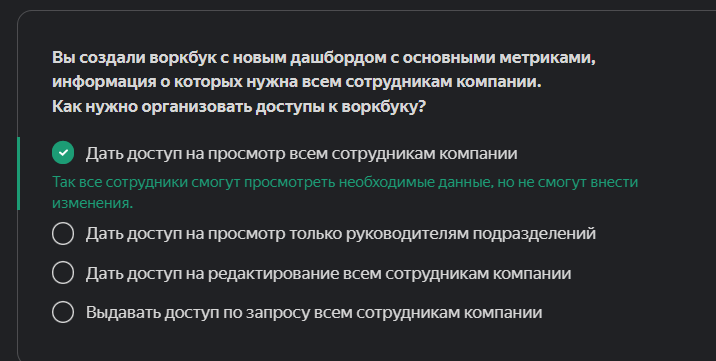 Вы создали воркбук с новым дашбордом с основными метриками,
информация о которых нужна всем сотрудникам компании.
Как нужно организовать доступы к воркбуку?
Дать доступ на просмотр всем сотрудникам компании
Так все сотрудники смогут просмотреть необходимые данные, но не смогут внести
изменения.
Дать доступ на просмотр только руководителям подразделений
Дать доступ на редактирование всем сотрудникам компании
Выдавать доступ по запросу всем сотрудникам компании